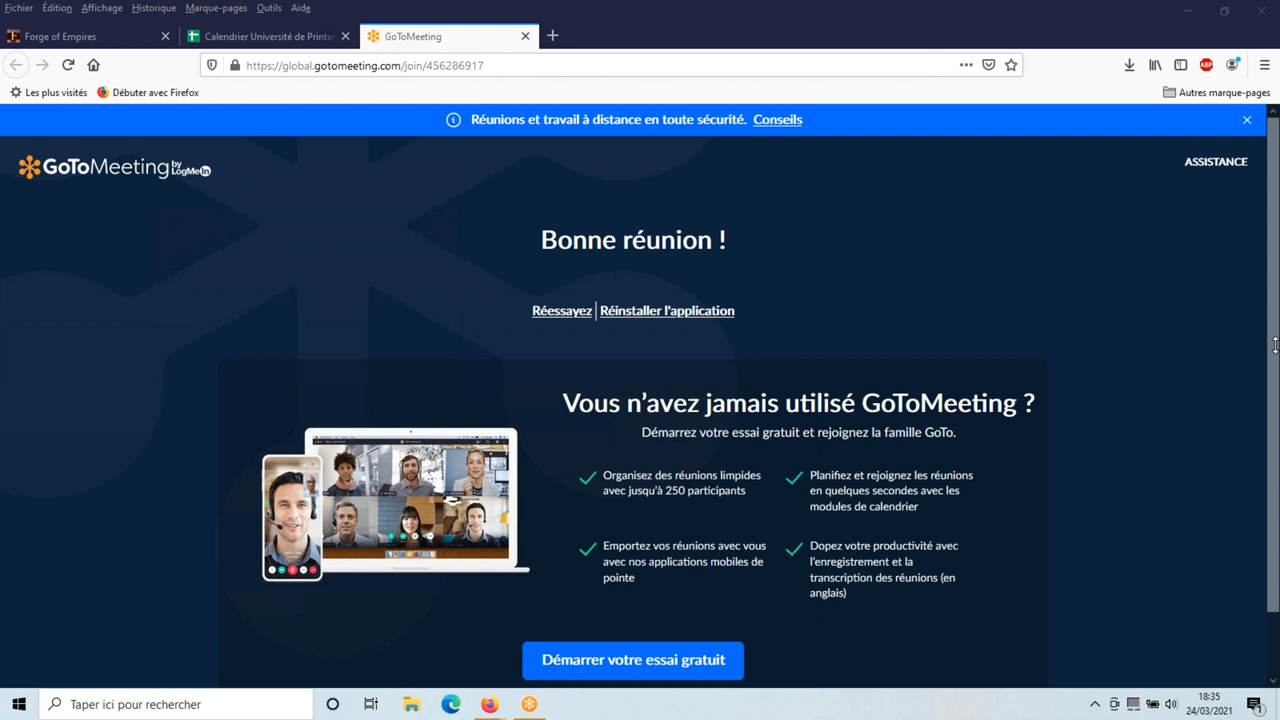 Fichier Édition Affichage Historique Marque-pages Outils Aide
Forge of Empires
Calendrier Université de Printe
GoToMeeting
https://global.gotomeeting.com/join/456286917
ABP
Les plus visités
Débuter avec Firefox
Autres marque-pages
Réunions et travail à distance en toute sécurité. Conseils
GoToMeeting by LogMeIn
ASSISTANCE
Bonne réunion !
Réessayez | Réinstaller l'application
Vous n’avez jamais utilisé GoToMeeting ?
Démarrez votre essai gratuit et rejoignez la famille GoTo.
Organisez des réunions limpides
avec jusqu'à 250 participants
Planifiez et rejoignez les réunions
en quelques secondes avec les
modules de calendrier
Emportez vos réunions avec vous
avec nos applications mobiles de
pointe
Dopez votre productivité avec
l’enregistrement et la
transcription des réunions (en
anglais)
Démarrer votre essai gratuit
Taper ici pour rechercher
18:35
24/03/2021
1